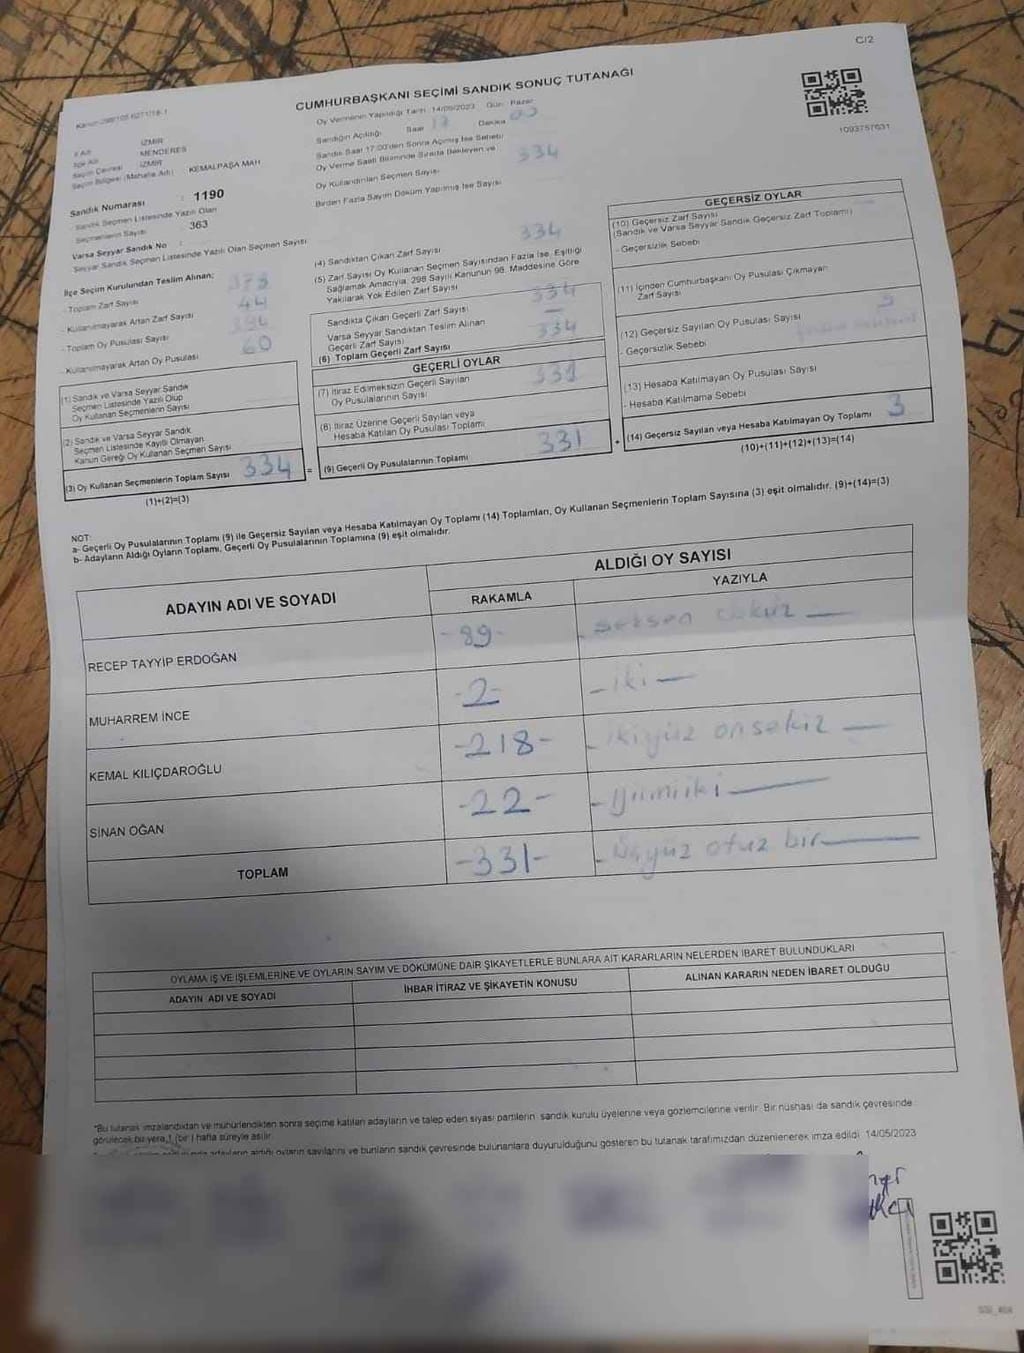 C/2
CUMHURBAŞKANI SEÇİMİ SANDIK SONUÇ TUTANAĞI
1093757631
Oy Vermenin Yapıldığı Tarih 14/05/2023 Gün: Pazar
Sandığın Açıldığı Saat Dakika
Sandık Saat 17:00'den Sonra Açılmış İse Sebebi
Oy Verme Saati Bitiminde Sırada Bekleyen ve
Oy Kullandırılan Seçmen Sayısı 334
Birden Fazla Sayım Döküm Yapılmış İse Sayısı
İl Adı İZMİR
İlçe Adı MENDERES
Seçim Çevresi İZMİR
Seçim Bölgesi (Mahalle Adı) KEMALPAŞA MAH
Sandık Numarası : 1190
Sandık Seçmen Listesinde Yazılı Olan
Seçmenlerin Sayısı 363
Varsa Seyyar Sandık No :
Seyyar Sandık Seçmen Listesinde Yazılı Olan Seçmen Sayısı
İlçe Seçim Kurulundan Teslim Alınan;
- Toplam Zarf Sayısı
- Kullanılmayarak Artan Zarf Sayısı 44
- Toplam Oy Pusulası Sayısı
- Kullanılmayarak Artan Oy Pusulası 60
(1) Sandık ve Varsa Seyyar Sandık
Seçmen Listesinde Yazılı Olup
Oy Kullanan Seçmenlerin Sayısı
(2) Sandık ve Varsa Seyyar Sandık
Seçmen Listesinde Kayıtlı Olmayan
Kanun Gereği Oy Kullanan Seçmen Sayısı
(3) Oy Kullanan Seçmenlerin Toplam Sayısı 334
(1)+(2)=(3)
(4) Sandıktan Çıkan Zarf Sayısı 334
(5) Zarf Sayısı Oy Kullanan Seçmen Sayısından Fazla İse, Eşitliği
Sağlamak Amacıyla, 298 Sayılı Kanunun 98. Maddesine Göre
Yakılarak Yok Edilen Zarf Sayısı
Sandıkta Çıkan Geçerli Zarf Sayısı 334
Varsa Seyyar Sandıktan Teslim Alınan
Geçerli Zarf Sayısı
(6) Toplam Geçerli Zarf Sayısı 334
GEÇERLİ OYLAR
(7) İtiraz Edilmeksizin Geçerli Sayılan
Oy Pusulalarının Sayısı 331
(8) İtiraz Üzerine Geçerli Sayılan veya
Hesaba Katılan Oy Pusulası Toplamı
= (9) Geçerli Oy Pusulalarının Toplamı 331
GEÇERSİZ OYLAR
(10) Geçersiz Zarf Sayısı
(Sandık ve Varsa Seyyar Sandık Geçersiz Zarf Toplamı)
- Geçersizlik Sebebi
(11) İçinden Cumhurbaşkanı Oy Pusulası Çıkmayan
Zarf Sayısı
(12) Geçersiz Sayılan Oy Pusulası Sayısı 3
- Geçersizlik Sebebi
(13) Hesaba Katılmayan Oy Pusulası Sayısı
- Hesaba Katılmama Sebebi
+ (14) Geçersiz Sayılan veya Hesaba Katılmayan Oy Toplamı 3
(10)+(11)+(12)+(13)=(14)
NOT:
a- Geçerli Oy Pusulalarının Toplamı (9) ile Geçersiz Sayılan veya Hesaba Katılmayan Oy Toplamı (14) Toplamları, Oy Kullanan Seçmenlerin Toplam Sayısına (3) eşit olmalıdır. (9)+(14)=(3)
b- Adayların Aldığı Oyların Toplamı, Geçerli Oy Pusulalarının Toplamına (9) eşit olmalıdır.
ADAYIN ADI VE SOYADI
ALDIĞI OY SAYISI
RAKAMLA YAZIYLA
RECEP TAYYİP ERDOĞAN -89- seksen dokuz —
MUHARREM İNCE -2- - iki —
KEMAL KILIÇDAROĞLU -218- - ikiyüz onsekiz —
SİNAN OĞAN -22- - yirmiiki —
TOPLAM -331- - Üçyüz otuz bir —
OYLAMA İŞ VE İŞLEMLERİNE VE OYLARIN SAYIM VE DÖKÜMÜNE DAİR ŞİKAYETLERLE BUNLARA AİT KARARLARIN NELERDEN İBARET BULUNDUKLARI
ADAYIN ADI VE SOYADI İHBAR İTİRAZ VE ŞİKAYETİN KONUSU ALINAN KARARIN NEDEN İBARET OLDUĞU
*Bu tutanak imzalandıktan ve mühürlendikten sonra seçime katılan adayların ve talep eden siyasi partilerin sandık kurulu üyelerine veya gözlemcilerine verilir. Bir nüshası da sandık çevresinde
görülecek bir yere 1 (bir) hafta süreyle asılır.
adayların aldığı oyların sayılarını ve bunların sandık çevresinde bulunanlara duyurulduğunu gösteren bu tutanak tarafımızdan düzenlenerek imza edildi 14/05/2023